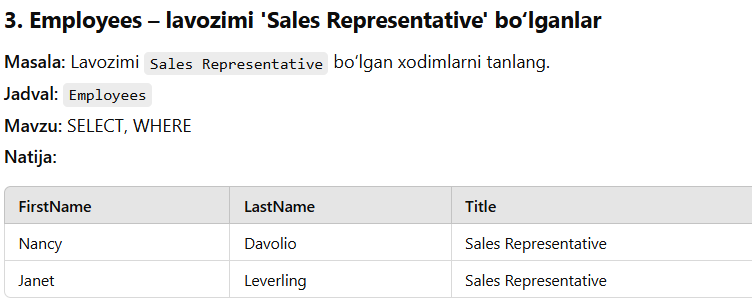 3. Employees – lavozimi 'Sales Representative' bo‘lganlar
Masala: Lavozimi Sales Representative bo‘lgan xodimlarni tanlang.
Jadval: Employees
Mavzu: SELECT, WHERE
Natija:
FirstName LastName Title
Nancy Davolio Sales Representative
Janet Leverling Sales Representative